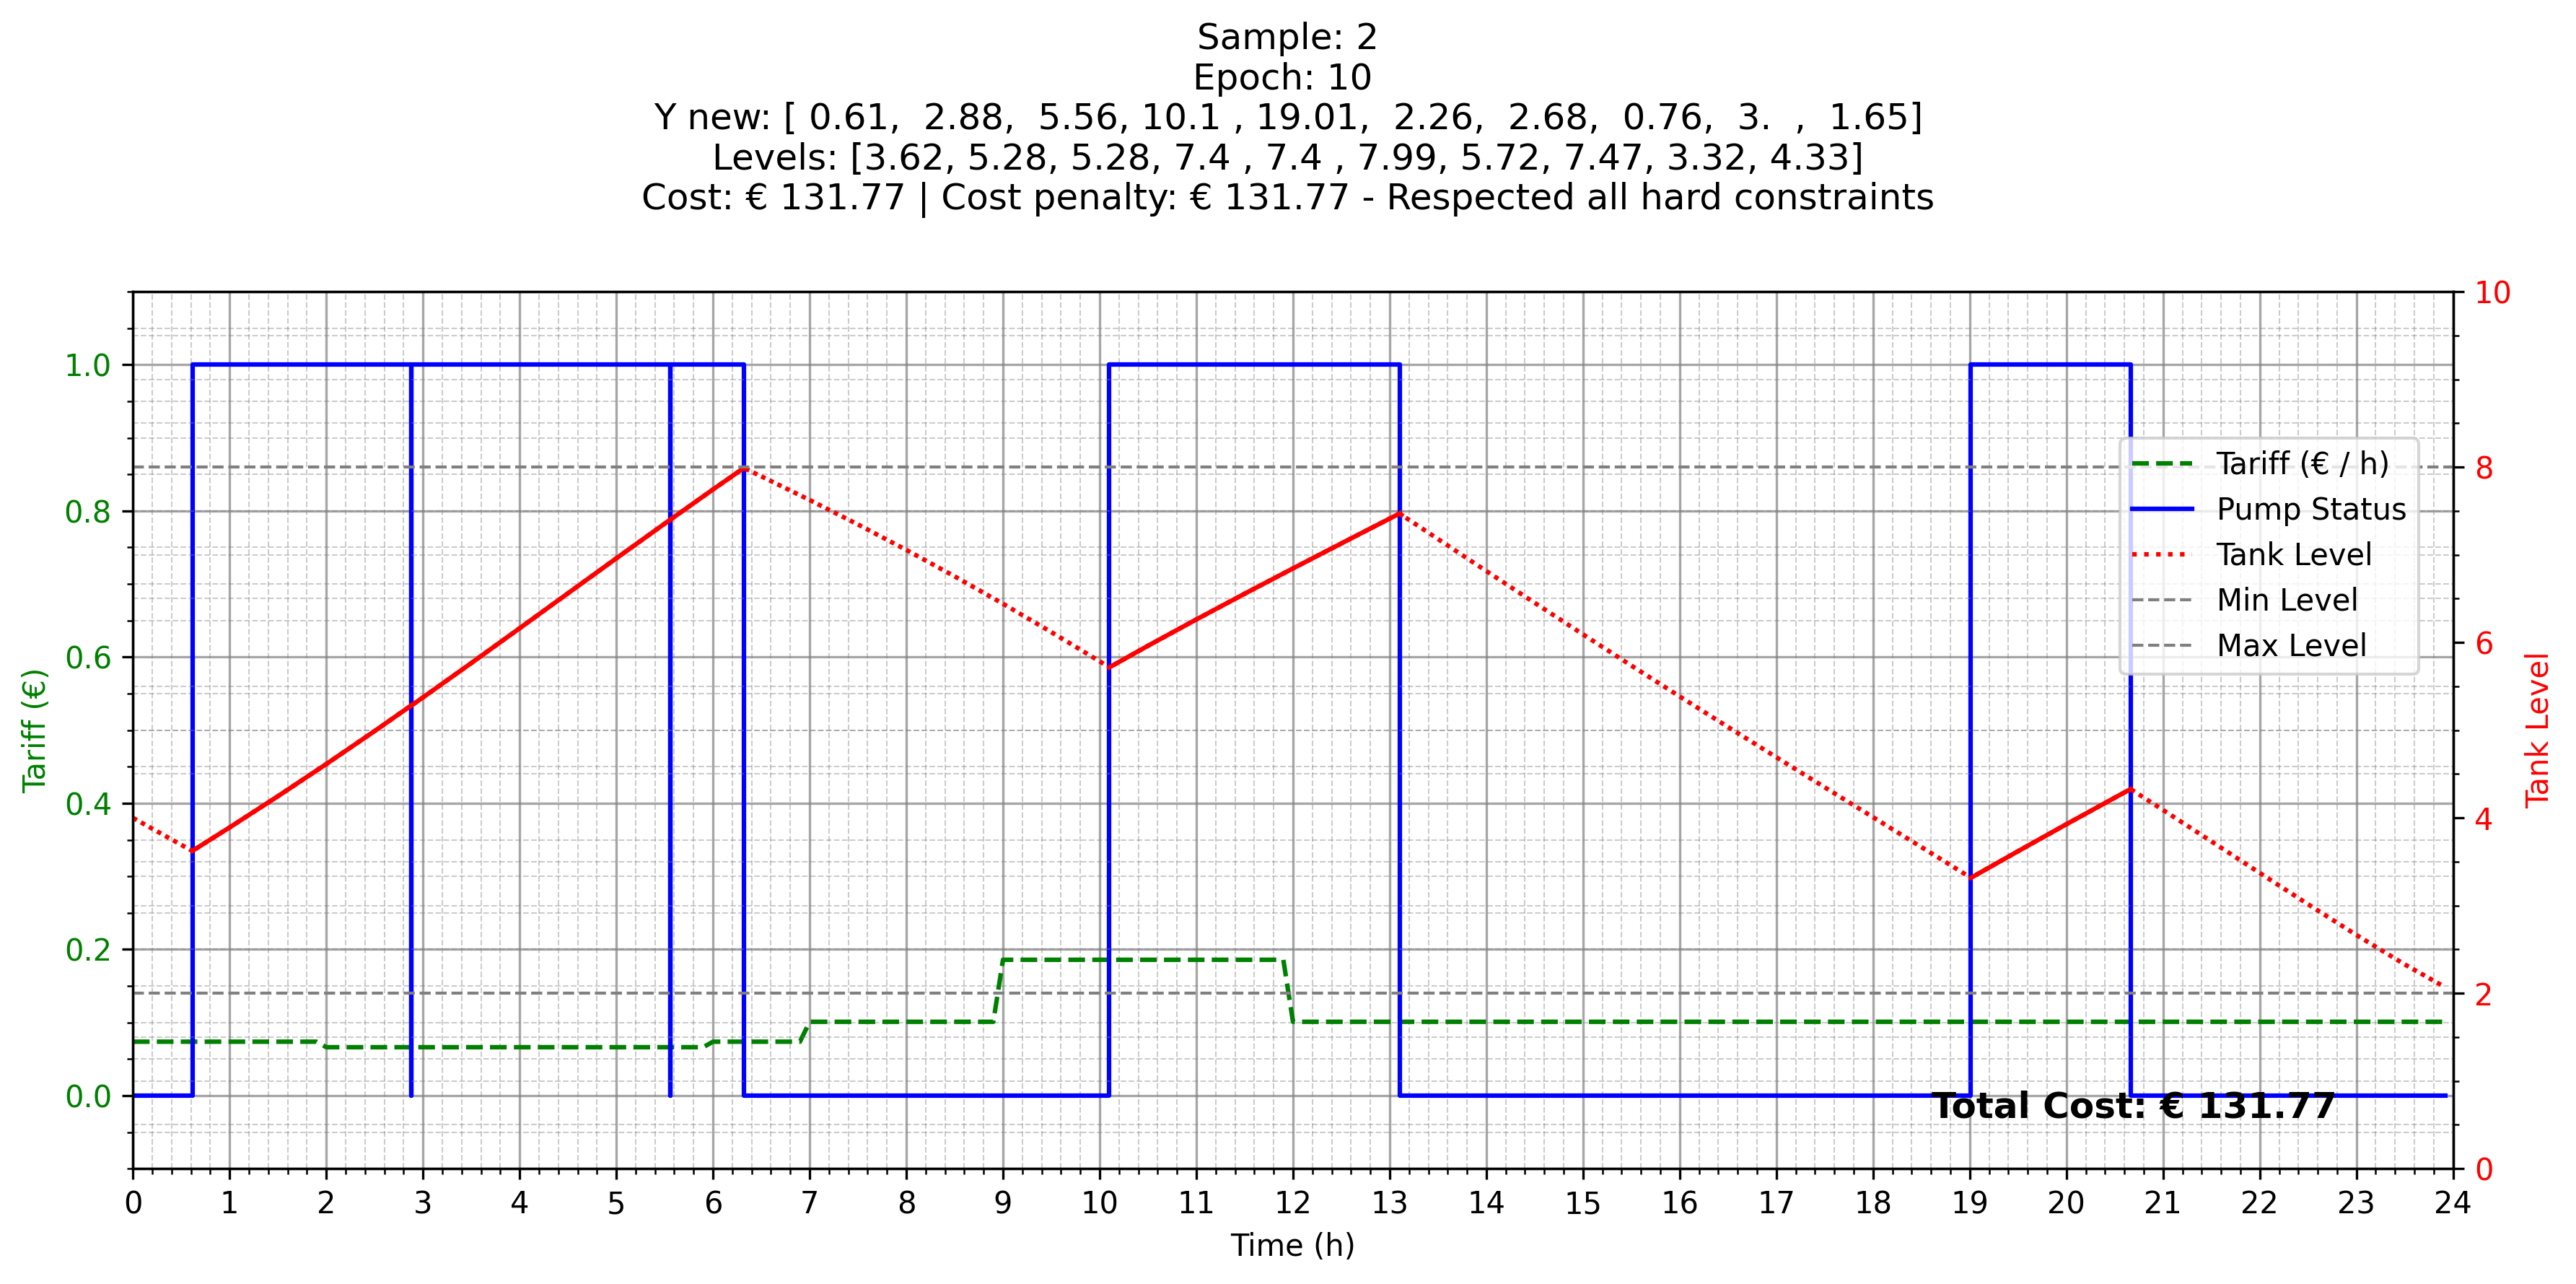 Sample: 2
Epoch: 10
Y new: [ 0.61,  2.88,  5.56, 10.1 , 19.01,  2.26,  2.68,  0.76,  3.  ,  1.65]
Levels: [3.62, 5.28, 5.28, 7.4 , 7.4 , 7.99, 5.72, 7.47, 3.32, 4.33]
Cost: € 131.77 | Cost penalty: € 131.77 - Respected all hard constraints
1.0
0.8
0.6
0.4
0.2
0.0
Tariff (€)
10
8
6
4
2
0
Tank Level
Tariff (€ / h)
Pump Status
Tank Level
Min Level
Max Level
Total Cost: € 131.77
0 1 2 3 4 5 6 7 8 9 10 11 12 13 14 15 16 17 18 19 20 21 22 23 24
Time (h)